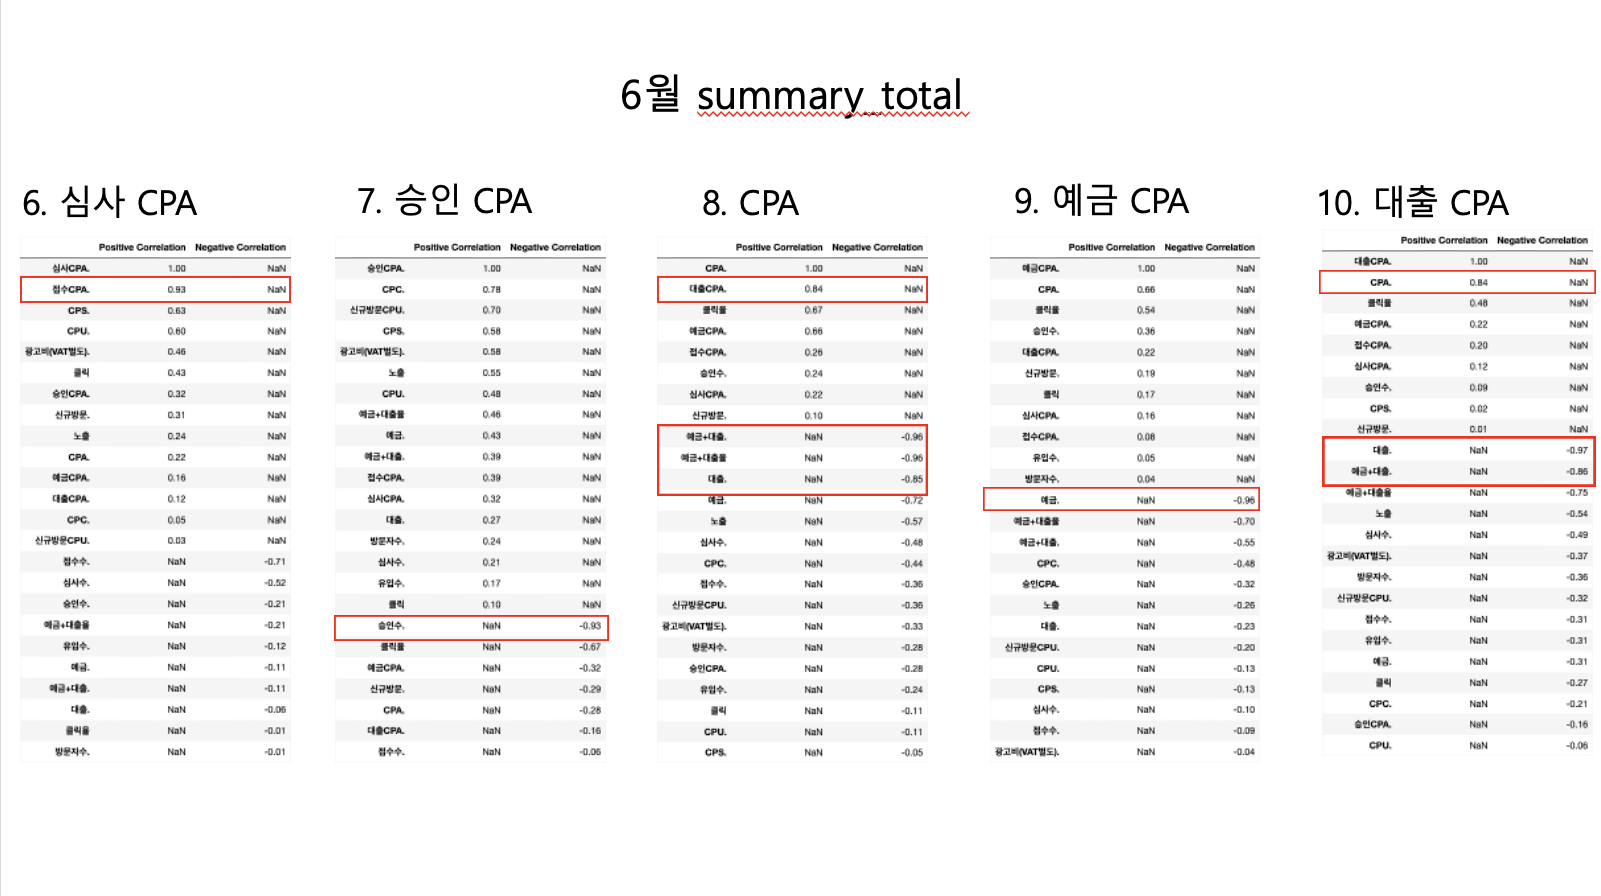 6월 summary_total
6. 심사 CPA
Positive Correlation Negative Correlation
심사CPA. 1.00 NaN
접수CPA. 0.93 NaN
CPS. 0.63 NaN
CPU. 0.60 NaN
광고비(VAT별도). 0.46 NaN
클릭 0.43 NaN
승인CPA. 0.32 NaN
신규방문. 0.31 NaN
노출 0.24 NaN
CPA. 0.22 NaN
예금CPA. 0.16 NaN
대출CPA. 0.12 NaN
CPC. 0.05 NaN
신규방문CPU. 0.03 NaN
접수수. NaN -0.71
심사수. NaN -0.52
승인수. NaN -0.21
예금+대출율 NaN -0.21
유입수. NaN -0.12
예금. NaN -0.11
예금+대출. NaN -0.11
대출. NaN -0.06
클릭율 NaN -0.01
방문자수. NaN -0.01
7. 승인 CPA
Positive Correlation Negative Correlation
승인CPA. 1.00 NaN
CPC. 0.78 NaN
신규방문CPU. 0.70 NaN
CPS. 0.58 NaN
광고비(VAT별도). 0.58 NaN
노출 0.55 NaN
CPU. 0.48 NaN
예금+대출율 0.46 NaN
예금. 0.43 NaN
예금+대출. 0.39 NaN
접수CPA. 0.39 NaN
심사CPA. 0.32 NaN
대출. 0.27 NaN
방문자수. 0.24 NaN
심사수. 0.21 NaN
유입수. 0.17 NaN
클릭 0.10 NaN
승인수. NaN -0.93
클릭율 NaN -0.67
예금CPA. NaN -0.32
신규방문. NaN -0.29
CPA. NaN -0.28
대출CPA. NaN -0.16
접수수. NaN -0.06
8. CPA
Positive Correlation Negative Correlation
CPA. 1.00 NaN
대출CPA. 0.84 NaN
클릭율 0.67 NaN
예금CPA. 0.66 NaN
접수CPA. 0.26 NaN
승인수. 0.24 NaN
심사CPA. 0.22 NaN
신규방문. 0.10 NaN
예금+대출. NaN -0.96
예금+대출율 NaN -0.96
대출. NaN -0.85
예금. NaN -0.72
노출 NaN -0.57
심사수. NaN -0.48
CPC. NaN -0.44
접수수. NaN -0.36
신규방문CPU. NaN -0.36
광고비(VAT별도). NaN -0.33
방문자수. NaN -0.28
승인CPA. NaN -0.28
유입수. NaN -0.24
클릭 NaN -0.11
CPU. NaN -0.11
CPS. NaN -0.05
9. 예금 CPA
Positive Correlation Negative Correlation
예금CPA. 1.00 NaN
CPA. 0.66 NaN
클릭율 0.54 NaN
승인수. 0.36 NaN
대출CPA. 0.22 NaN
신규방문. 0.19 NaN
클릭 0.17 NaN
심사CPA. 0.16 NaN
접수CPA. 0.08 NaN
유입수. 0.05 NaN
방문자수. 0.04 NaN
예금. NaN -0.96
예금+대출율 NaN -0.70
예금+대출. NaN -0.55
CPC. NaN -0.48
승인CPA. NaN -0.32
노출 NaN -0.26
대출. NaN -0.23
신규방문CPU. NaN -0.20
CPU. NaN -0.13
CPS. NaN -0.13
심사수. NaN -0.10
접수수. NaN -0.09
광고비(VAT별도). NaN -0.04
10. 대출 CPA
Positive Correlation Negative Correlation
대출CPA. 1.00 NaN
CPA. 0.84 NaN
클릭율 0.48 NaN
예금CPA. 0.22 NaN
접수CPA. 0.20 NaN
심사CPA. 0.12 NaN
승인수. 0.09 NaN
CPS. 0.02 NaN
신규방문. 0.01 NaN
대출. NaN -0.97
예금+대출. NaN -0.86
예금+대출율 NaN -0.75
노출 NaN -0.54
심사수. NaN -0.49
광고비(VAT별도). NaN -0.37
방문자수. NaN -0.36
신규방문CPU. NaN -0.32
접수수. NaN -0.31
유입수. NaN -0.31
예금. NaN -0.31
클릭 NaN -0.27
CPC. NaN -0.21
승인CPA. NaN -0.16
CPU. NaN -0.06